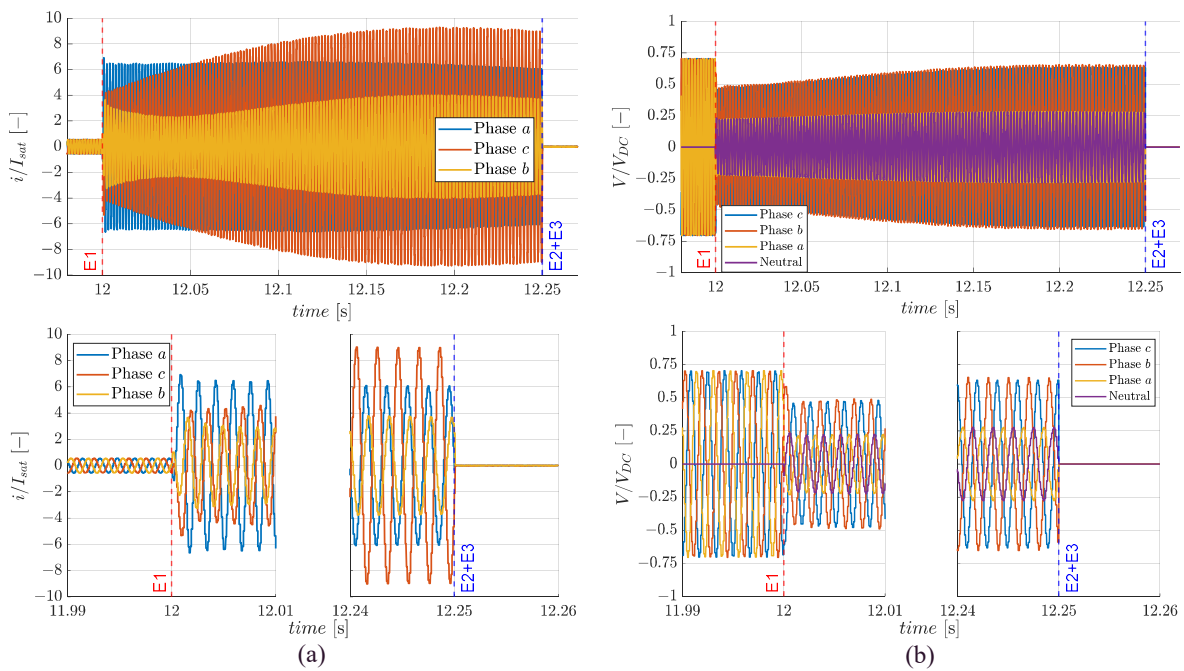 10
8
6
4
2
0
−2
−4
−6
−8
−10
i/I_sat [−]
Phase a
Phase c
Phase b
E1
E2+E3
12
12.05
12.1
12.15
12.2
12.25
time [s]
1
0.75
0.5
0.25
0
−0.25
−0.5
−0.75
−1
V/V_DC [−]
Phase c
Phase b
Phase a
Neutral
E1
E2+E3
12
12.05
12.1
12.15
12.2
12.25
time [s]
10
8
6
4
2
0
−2
−4
−6
−8
−10
i/I_sat [−]
Phase a
Phase c
Phase b
E1
E2+E3
11.99
12
12.01
12.24
12.25
12.26
time [s]
(a)
1
0.75
0.5
0.25
0
−0.25
−0.5
−0.75
−1
V/V_DC [−]
Phase c
Phase b
Phase a
Neutral
E1
E2+E3
11.99
12
12.01
12.24
12.25
12.26
time [s]
(b)